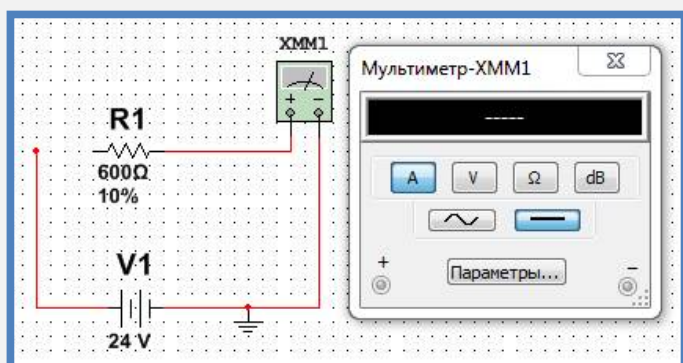 XMM1
+ −
R1
600Ω
10%
V1
24 V
Мультиметр-XMM1
-----
A V Ω dB
+ Параметры... −